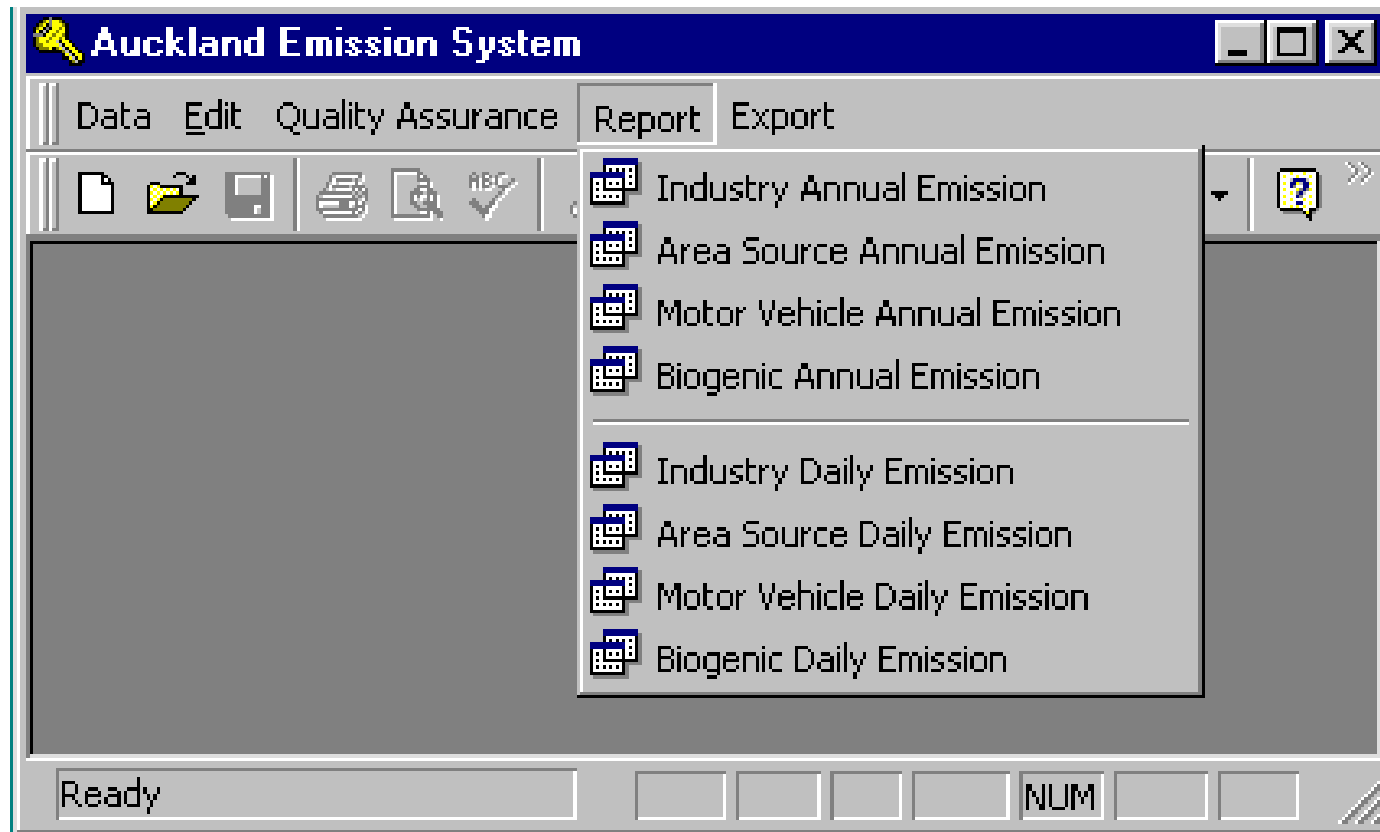 Auckland Emission System
Data Edit Quality Assurance Report Export
ABC
Industry Annual Emission
Area Source Annual Emission
Motor Vehicle Annual Emission
Biogenic Annual Emission
Industry Daily Emission
Area Source Daily Emission
Motor Vehicle Daily Emission
Biogenic Daily Emission
Ready NUM